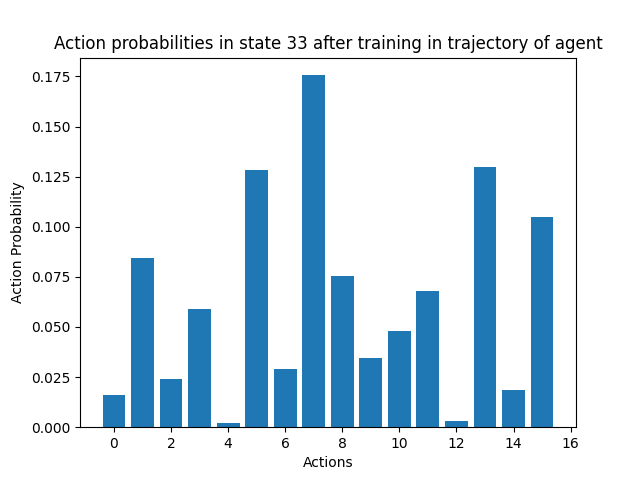 Action probabilities in state 33 after training in trajectory of agent
0.175
0.150
0.125
0.100
0.075
0.050
0.025
0.000
Action Probability
0 2 4 6 8 10 12 14 16
Actions